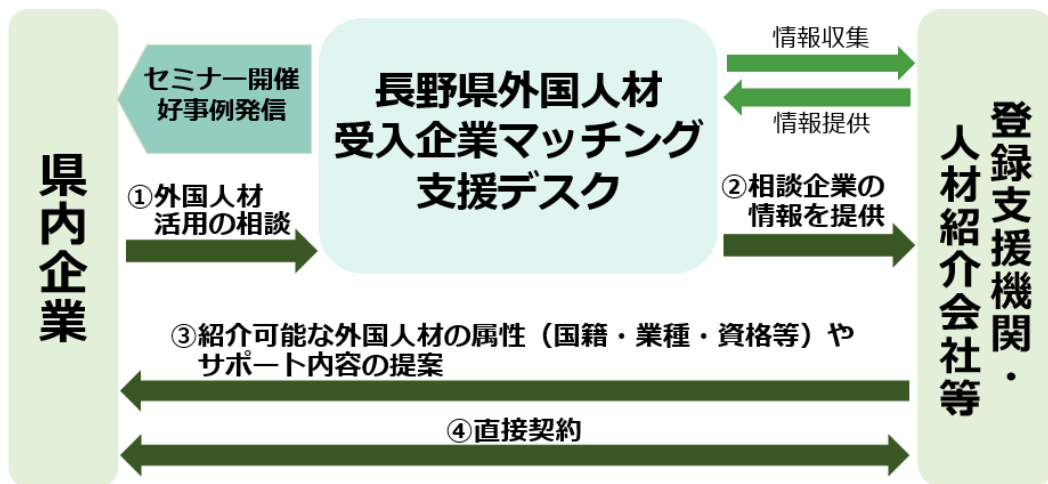 県内企業
セミナー開催
好事例発信
長野県外国人材
受入企業マッチング
支援デスク
情報収集
情報提供
①外国人材
活用の相談
②相談企業の
情報を提供
③紹介可能な外国人材の属性（国籍・業種・資格等）や
サポート内容の提案
④直接契約
登録支援機関・
人材紹介会社等